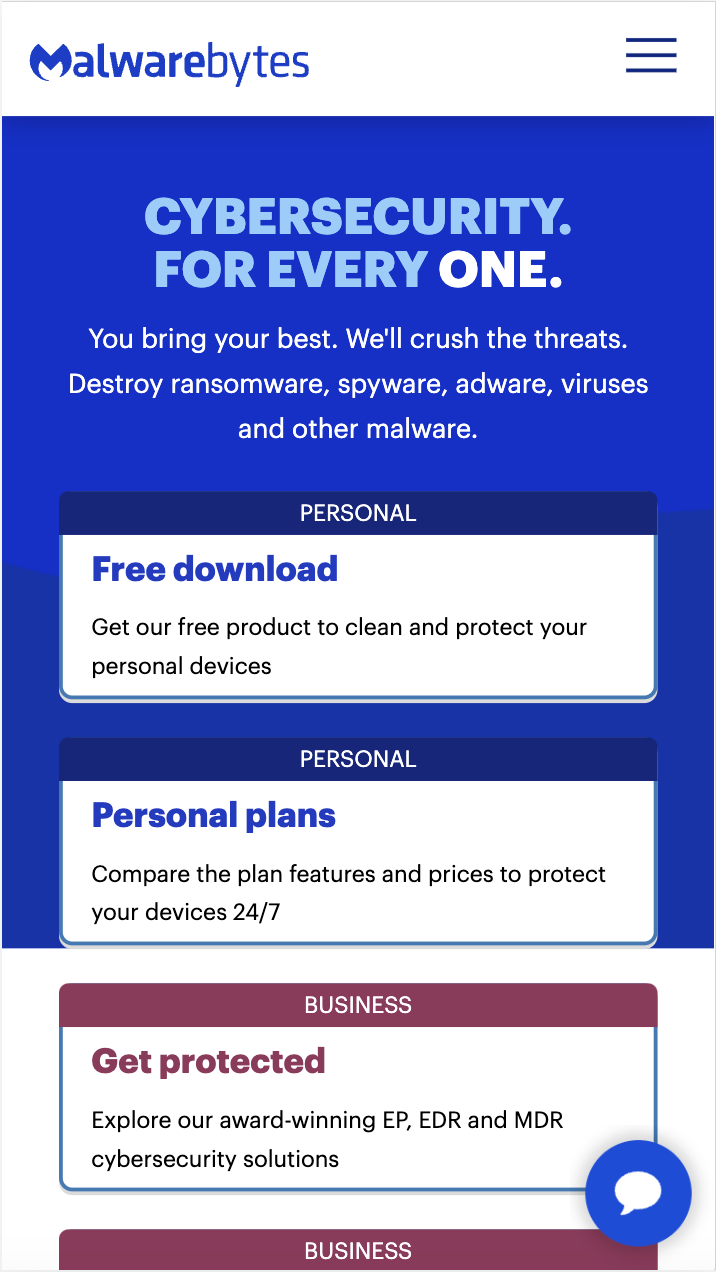 Malwarebytes
CYBERSECURITY.
FOR EVERY ONE.
You bring your best. We'll crush the threats.
Destroy ransomware, spyware, adware, viruses
and other malware.
PERSONAL
Free download
Get our free product to clean and protect your
personal devices
PERSONAL
Personal plans
Compare the plan features and prices to protect
your devices 24/7
BUSINESS
Get protected
Explore our award-winning EP, EDR and MDR
cybersecurity solutions
BUSINESS